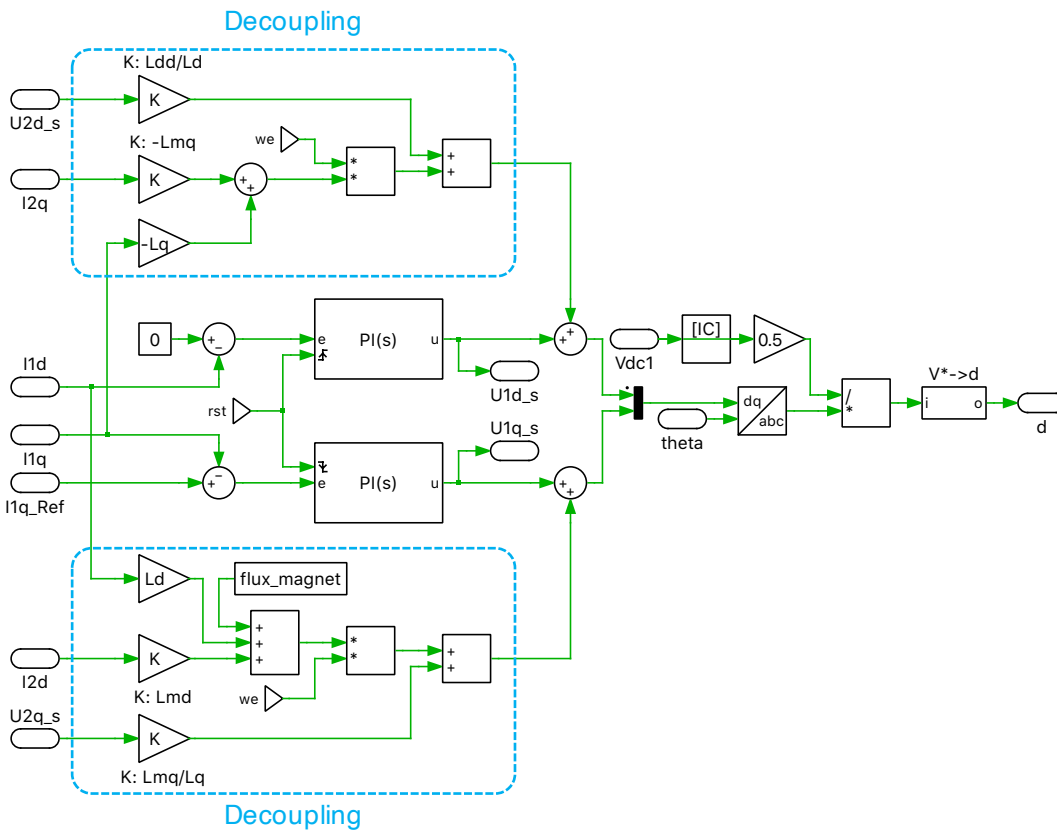 Decoupling
K: Ldd/Ld
K
U2d_s
we
K: -Lmq
* *
+ +
K
+ +
I2q
-Lq
0
+ −
e PI(s) u
[IC]
0.5
Vdc1
+ +
I1d
U1d_s
V*->d
rst
dq
abc
/ *
i o
d
theta
I1q
U1q_s
−
+
e PI(s) u
+ +
I1q_Ref
Ld
flux_magnet
+ + +
* *
+ +
K
I2d
K: Lmd
we
U2q_s
K
K: Lmq/Lq
Decoupling